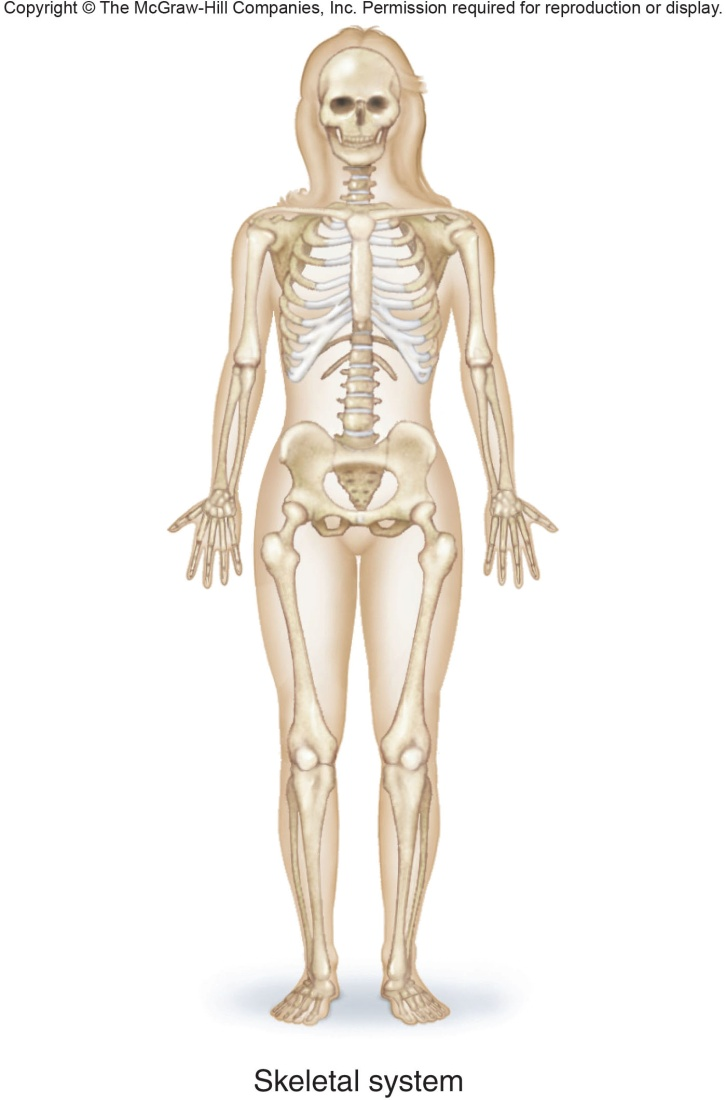 Copyright © The McGraw-Hill Companies, Inc. Permission required for reproduction or display.
Skeletal system